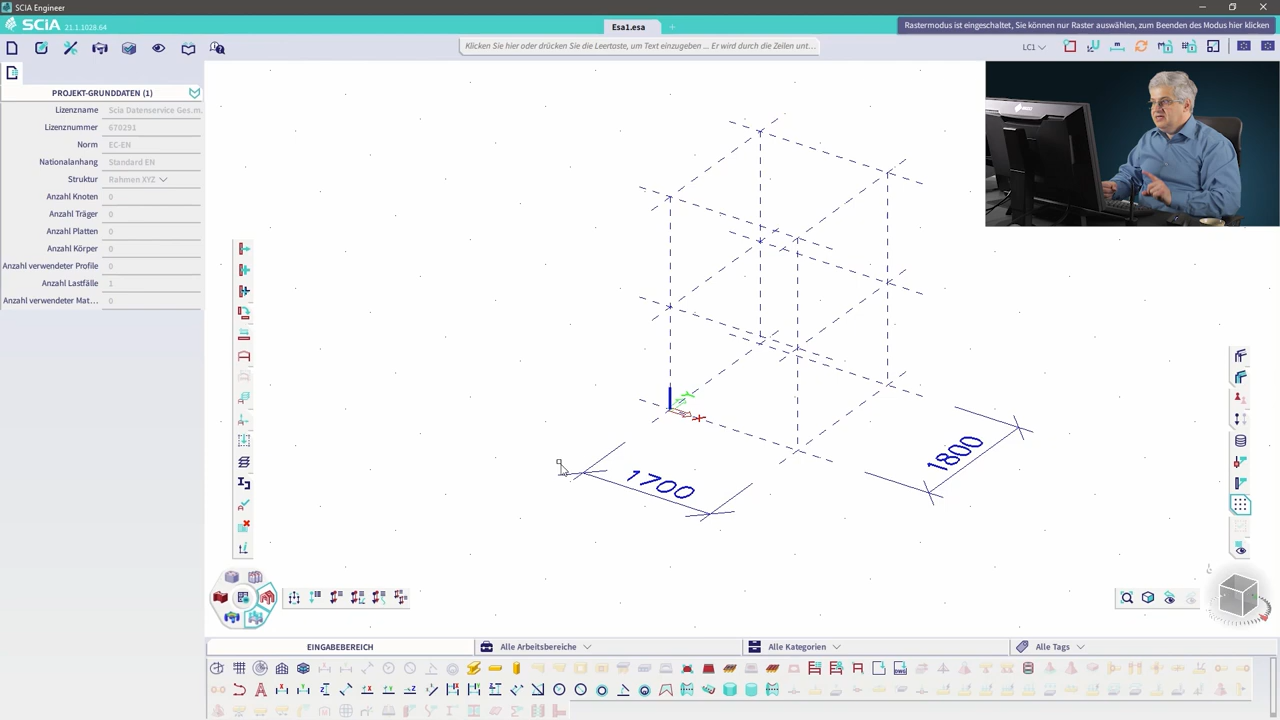 SCIA Engineer
SCIA 21.1.1028.64
Esa1.esa
Rastermodus ist eingeschaltet, Sie können nur Raster auswählen, zum Beenden des Modus hier klicken
Klicken Sie hier oder drücken Sie die Leertaste, um Text einzugeben ... Er wird durch die Zeilen unt...
LC1
PROJEKT-GRUNDDATEN (1)
Lizenzname Scia Datenservice Ges.m.
Lizenznummer 670291
Norm EC-EN
Nationalanhang Standard EN
Struktur Rahmen XYZ
Anzahl Knoten 0
Anzahl Träger 0
Anzahl Platten 0
Anzahl Körper 0
Anzahl verwendeter Profile 0
Anzahl Lastfälle 1
Anzahl verwendeter Mat... 0
1700
1800
EINGABEBEREICH
Alle Arbeitsbereiche
Alle Kategorien
Alle Tags